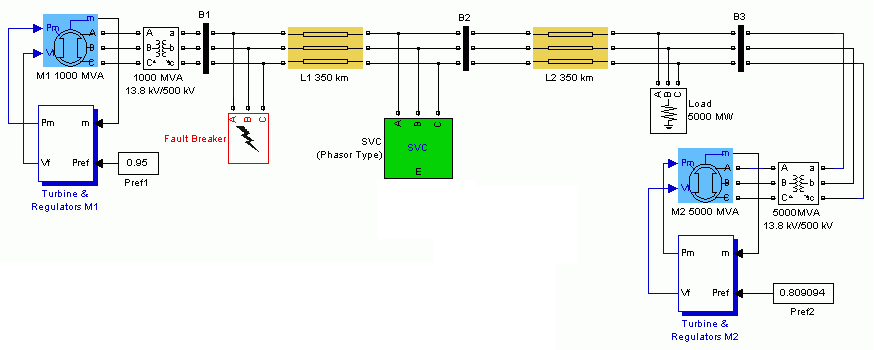 B1
B2
B3
Pm
m
Vf
A
B
C
M1 1000 MVA
A
a
B
b
C
c
1000 MVA
13.8 kV/500 kV
L1 350 km
L2 350 km
A
B
C
Fault Breaker
A
B
C
SVC
E
SVC
(Phasor Type)
A
B
C
Load
5000 MW
Pm
m
Vf
Pref
0.95
Pref1
Turbine &
Regulators M1
Pm
m
Vf
A
B
C
M2 5000 MVA
A
a
B
b
C
c
5000MVA
13.8 kV/500 kV
Pm
m
Vf
Pref
0.809094
Pref2
Turbine &
Regulators M2